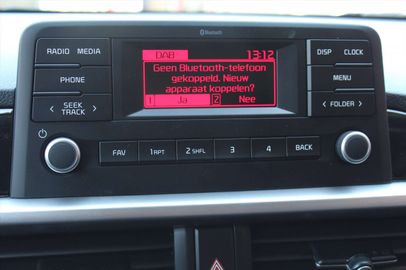 Bluetooth
RADIO MEDIA
DAB 13:12
DISP CLOCK
Geen Bluetooth-telefoon
gekoppeld. Nieuw
apparaat koppelen?
1 Ja 2 Nee
PHONE
MENU
< SEEK TRACK >
< FOLDER >
FAV 1 RPT 2 SHFL 3 4 BACK